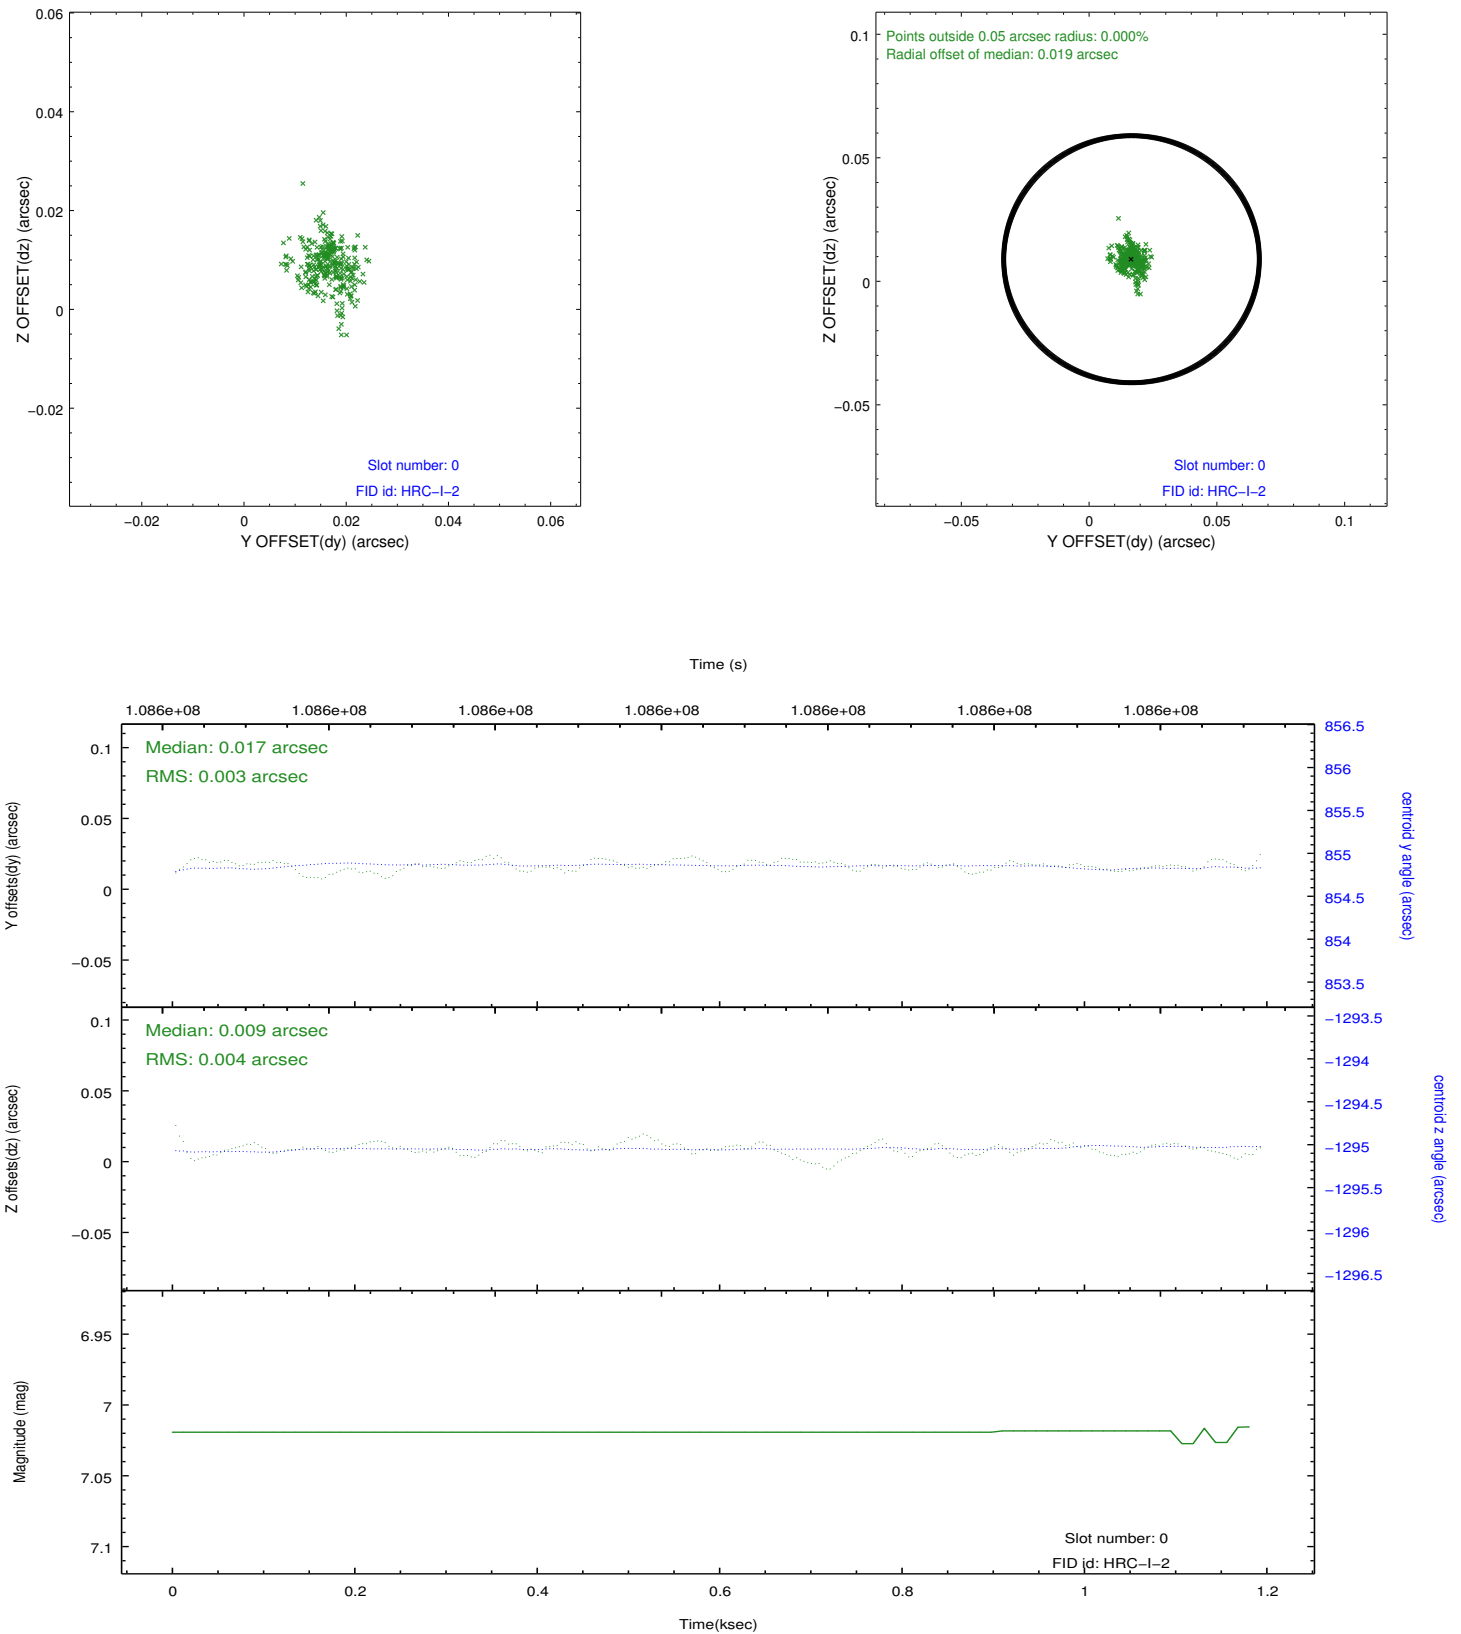 0.06
0.04
0.02
0
−0.02
Z OFFSET(dz) (arcsec)
Slot number: 0
FID id: HRC−I−2
−0.02
0
0.02
0.04
0.06
Y OFFSET(dy) (arcsec)
Points outside 0.05 arcsec radius: 0.000%
Radial offset of median: 0.019 arcsec
0.1
0.05
0
−0.05
Z OFFSET(dz) (arcsec)
Slot number: 0
FID id: HRC−I−2
−0.05
0
0.05
0.1
Y OFFSET(dy) (arcsec)
Time (s)
1.086e+08 1.086e+08 1.086e+08 1.086e+08 1.086e+08 1.086e+08 1.086e+08
Median: 0.017 arcsec
RMS: 0.003 arcsec
0.1
0.05
0
−0.05
Y offsets(dy) (arcsec)
856.5
856
855.5
855
854.5
854
853.5
centroid y angle (arcsec)
Median: 0.009 arcsec
RMS: 0.004 arcsec
0.1
0.05
0
−0.05
Z offsets(dz) (arcsec)
−1293.5
−1294
−1294.5
−1295
−1295.5
−1296
−1296.5
centroid z angle (arcsec)
6.95
7
7.05
7.1
Magnitude (mag)
Slot number: 0
FID id: HRC−I−2
0
0.2
0.4
0.6
0.8
1
1.2
Time(ksec)